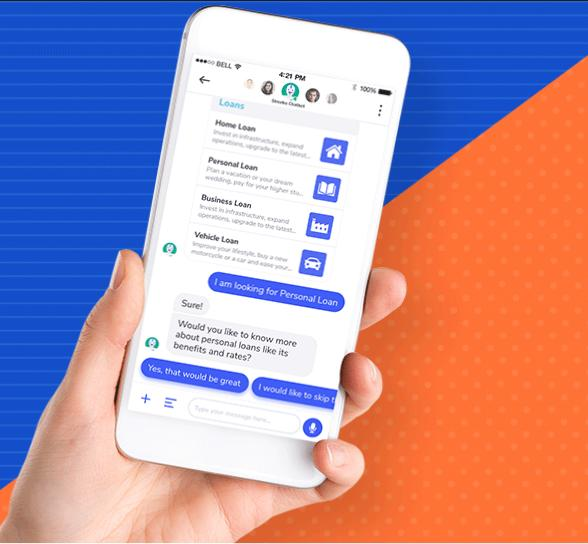 BELL
4:21 PM
100%
Loans
Home Loan
Invest in infrastructure, expand
operations, upgrade to the latest...
Personal Loan
Plan a vacation or your dream
wedding, pay for your higher stu...
Business Loan
Invest in infrastructure, expand
operations, upgrade to the latest...
Vehicle Loan
Improve your lifestyle, buy a new
motorcycle or a car and ease your...
I am looking for Personal Loan
Sure!
Would you like to know more
about personal loans like its
benefits and rates?
Yes, that would be great
I would like to skip t
Type your message here...